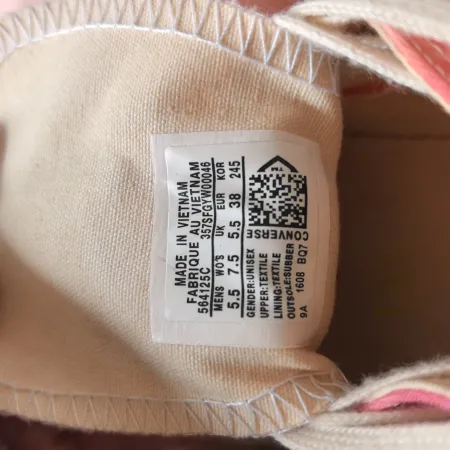 MADE IN VIETNAM
FABRIQUE AU VIETNAM
564125C 357SFGYW00046
MENS WO'S UK EUR KOR
5.5 7.5 5.5 38 245
GENDER:UNISEX
UPPER:TEXTILE
LINING:TEXTILE
OUTSOLE:RUBBER
9A 1608 BQ7
CONVERSE